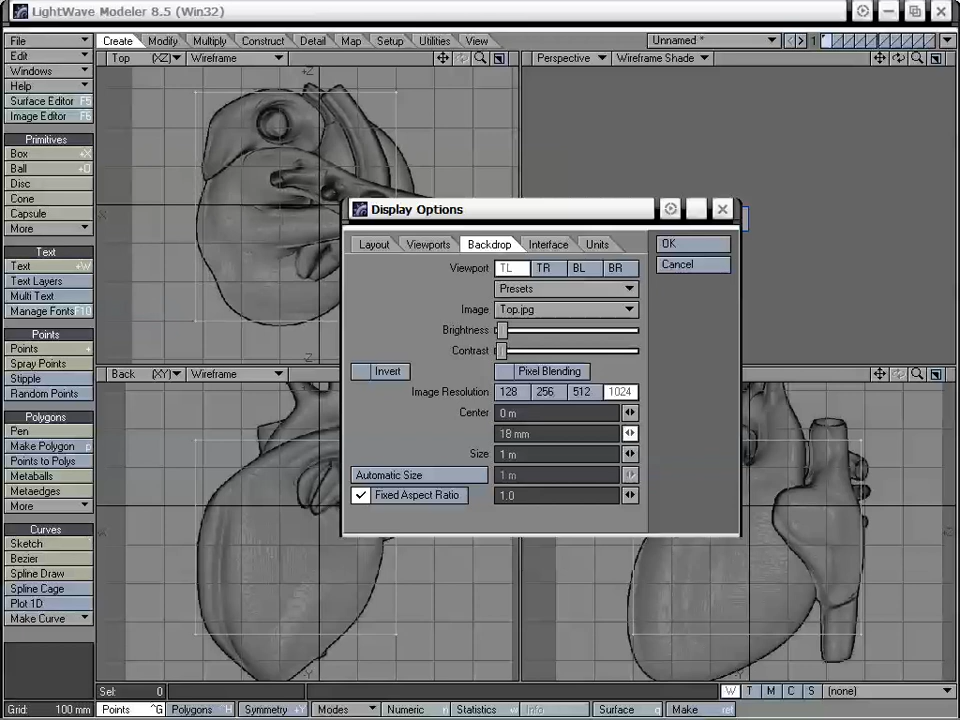 LightWave Modeler 8.5 (Win32)
File
Edit
Windows
Help
Surface Editor F5
Image Editor F6
Create Modify Multiply Construct Detail Map Setup Utilities View
Unnamed * 1
Top (XZ) Wireframe
Perspective Wireframe Shade
Primitives
Box +X
Ball +O
Disc
Cone
Capsule
More
Text
Text +W
Text Layers
Multi Text
Manage Fonts F10
Points
Points +
Spray Points
Stipple
Random Points
Polygons
Pen
Make Polygon p
Points to Polys
Metaballs
Metaedges
More
Curves
Sketch
Bezier
Spline Draw
Spline Cage
Plot 1D
Make Curve
+Z
-Z
Back (XY) Wireframe
-Y
-Y
Display Options
Layout Viewports Backdrop Interface Units
OK
Cancel
Viewport TL TR BL BR
Presets
Image Top.jpg
Brightness
Contrast
Invert Pixel Blending
Image Resolution 128 256 512 1024
Center 0 m
18 mm
Size 1 m
Automatic Size 1 m
Fixed Aspect Ratio 1.0
Sel: 0
W T M C S (none)
Grid: 100 mm Points ^G Polygons ^H Symmetry +Y Modes Numeric n Statistics w Info i Surface q Make ret